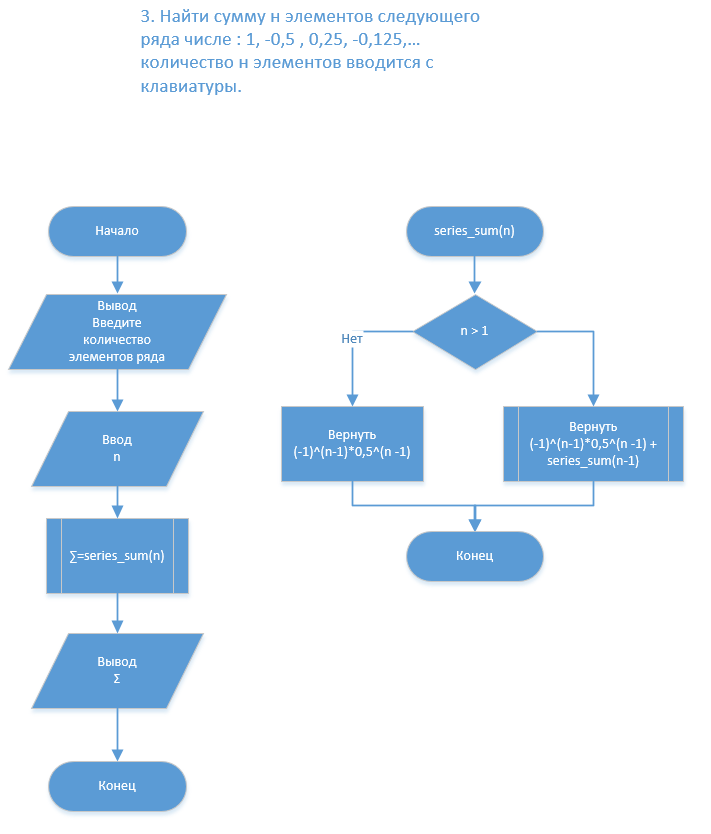 3. Найти сумму н элементов следующего
ряда числе : 1, -0,5 , 0,25, -0,125,...
количество н элементов вводится с
клавиатуры.
Начало
Вывод
Введите
количество
элементов ряда
Ввод
n
∑=series_sum(n)
Вывод
Σ
Конец
series_sum(n)
n > 1
Нет
Вернуть
(-1)^(n-1)*0,5^(n -1)
Вернуть
(-1)^(n-1)*0,5^(n -1) +
series_sum(n-1)
Конец